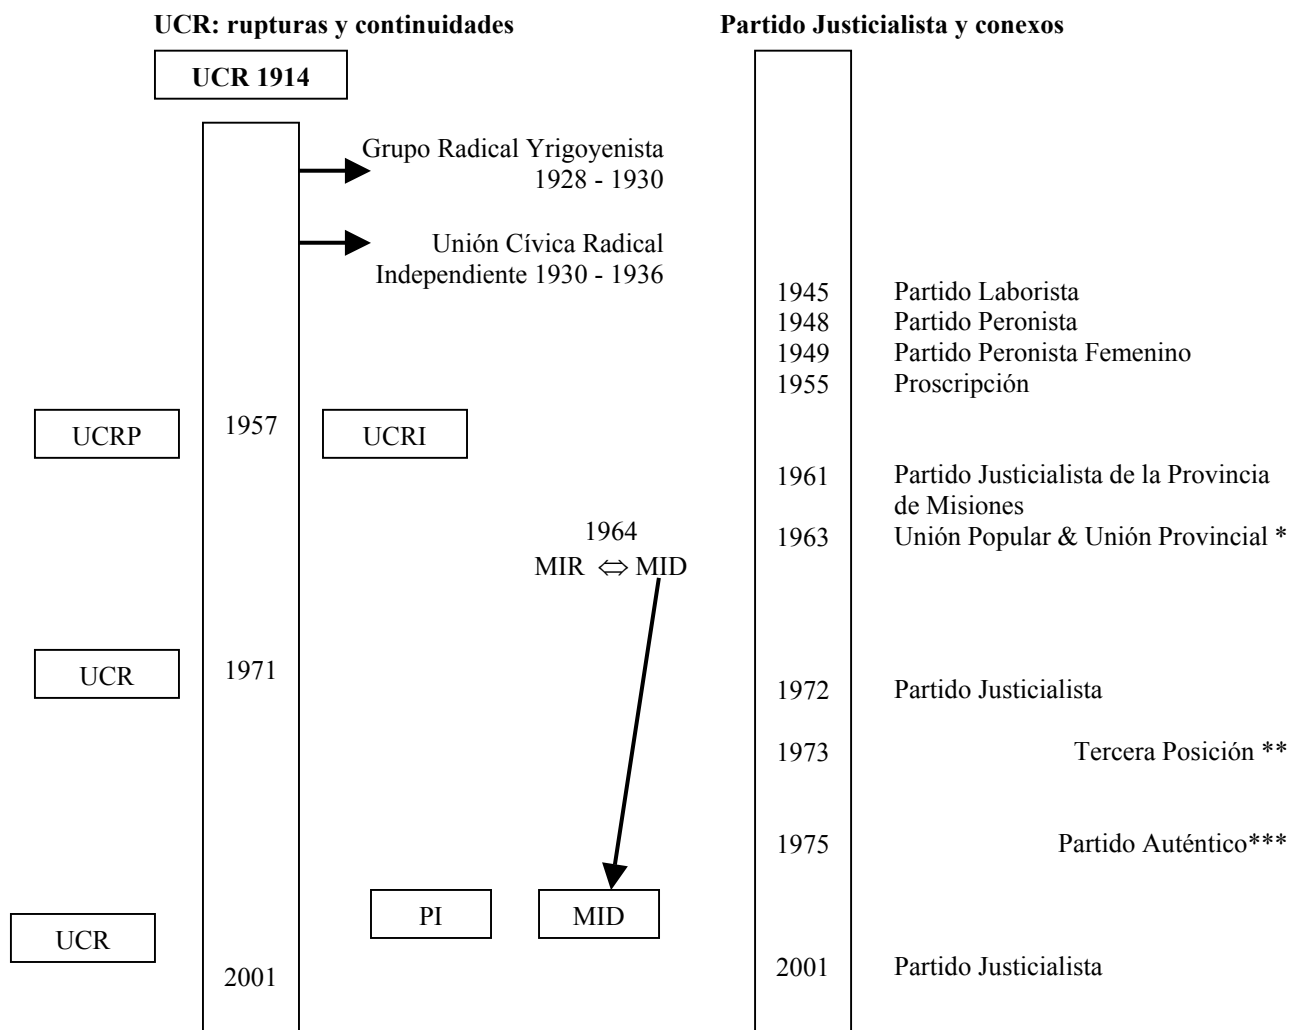 UCR: rupturas y continuidades
UCR 1914
Grupo Radical Yrigoyenista
1928 - 1930
Unión Cívica Radical
Independiente 1930 - 1936
UCRP
1957
UCRI
1964
MIR ⇔ MID
UCR
1971
PI
MID
UCR
2001
Partido Justicialista y conexos
1945 Partido Laborista
1948 Partido Peronista
1949 Partido Peronista Femenino
1955 Proscripción
1961 Partido Justicialista de la Provincia
de Misiones
1963 Unión Popular & Unión Provincial *
1972 Partido Justicialista
1973 Tercera Posición **
1975 Partido Auténtico***
2001 Partido Justicialista